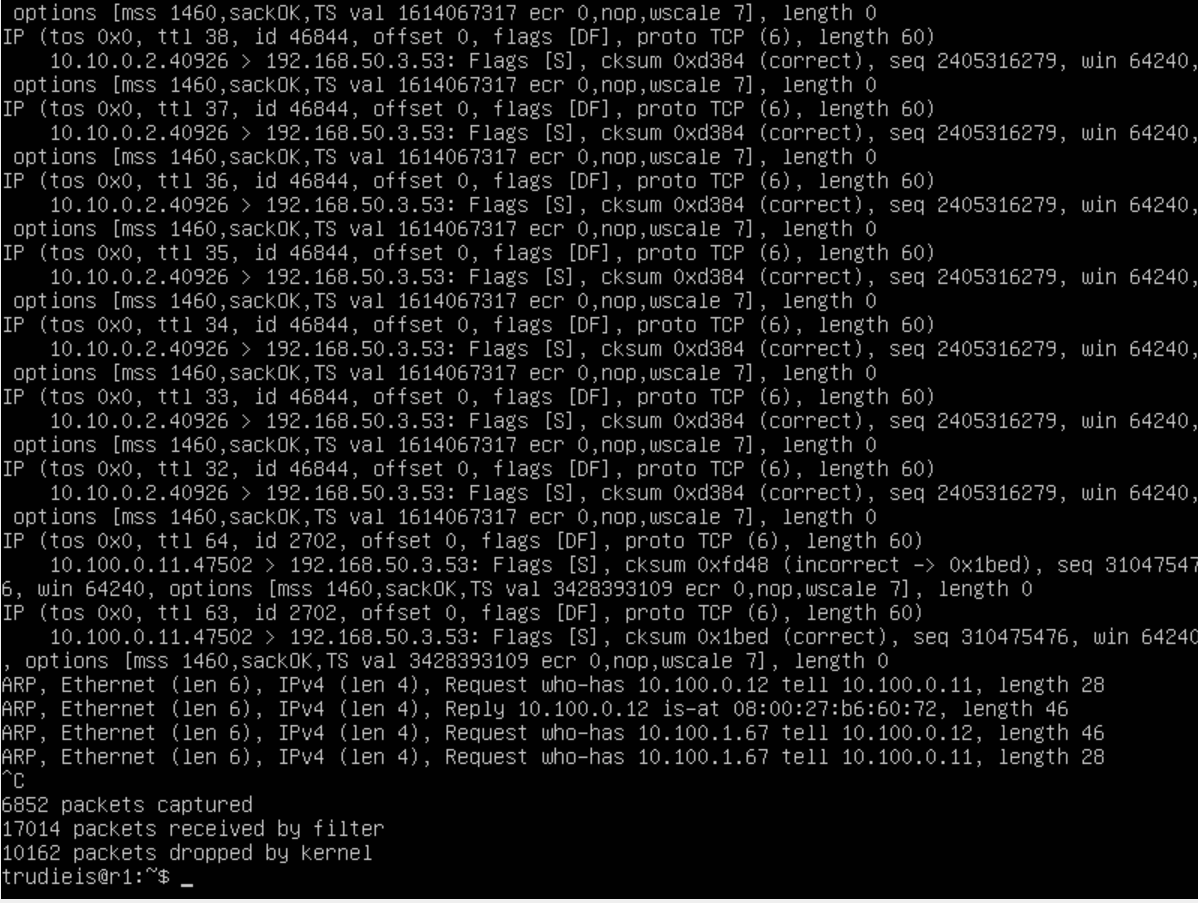 options [mss 1460,sackOK,TS val 1614067317 ecr 0,nop,wscale 7], length 0
IP (tos 0x0, ttl 38, id 46844, offset 0, flags [DF], proto TCP (6), length 60)
    10.10.0.2.40926 > 192.168.50.3.53: Flags [S], cksum 0xd384 (correct), seq 2405316279, win 64240,
 options [mss 1460,sackOK,TS val 1614067317 ecr 0,nop,wscale 7], length 0
IP (tos 0x0, ttl 37, id 46844, offset 0, flags [DF], proto TCP (6), length 60)
    10.10.0.2.40926 > 192.168.50.3.53: Flags [S], cksum 0xd384 (correct), seq 2405316279, win 64240,
 options [mss 1460,sackOK,TS val 1614067317 ecr 0,nop,wscale 7], length 0
IP (tos 0x0, ttl 36, id 46844, offset 0, flags [DF], proto TCP (6), length 60)
    10.10.0.2.40926 > 192.168.50.3.53: Flags [S], cksum 0xd384 (correct), seq 2405316279, win 64240,
 options [mss 1460,sackOK,TS val 1614067317 ecr 0,nop,wscale 7], length 0
IP (tos 0x0, ttl 35, id 46844, offset 0, flags [DF], proto TCP (6), length 60)
    10.10.0.2.40926 > 192.168.50.3.53: Flags [S], cksum 0xd384 (correct), seq 2405316279, win 64240,
 options [mss 1460,sackOK,TS val 1614067317 ecr 0,nop,wscale 7], length 0
IP (tos 0x0, ttl 34, id 46844, offset 0, flags [DF], proto TCP (6), length 60)
    10.10.0.2.40926 > 192.168.50.3.53: Flags [S], cksum 0xd384 (correct), seq 2405316279, win 64240,
 options [mss 1460,sackOK,TS val 1614067317 ecr 0,nop,wscale 7], length 0
IP (tos 0x0, ttl 33, id 46844, offset 0, flags [DF], proto TCP (6), length 60)
    10.10.0.2.40926 > 192.168.50.3.53: Flags [S], cksum 0xd384 (correct), seq 2405316279, win 64240,
 options [mss 1460,sackOK,TS val 1614067317 ecr 0,nop,wscale 7], length 0
IP (tos 0x0, ttl 32, id 46844, offset 0, flags [DF], proto TCP (6), length 60)
    10.10.0.2.40926 > 192.168.50.3.53: Flags [S], cksum 0xd384 (correct), seq 2405316279, win 64240,
 options [mss 1460,sackOK,TS val 1614067317 ecr 0,nop,wscale 7], length 0
IP (tos 0x0, ttl 64, id 2702, offset 0, flags [DF], proto TCP (6), length 60)
    10.100.0.11.47502 > 192.168.50.3.53: Flags [S], cksum 0xfd48 (incorrect -> 0x1bed), seq 31047547
6, win 64240, options [mss 1460,sackOK,TS val 3428393109 ecr 0,nop,wscale 7], length 0
IP (tos 0x0, ttl 63, id 2702, offset 0, flags [DF], proto TCP (6), length 60)
    10.100.0.11.47502 > 192.168.50.3.53: Flags [S], cksum 0x1bed (correct), seq 310475476, win 64240
, options [mss 1460,sackOK,TS val 3428393109 ecr 0,nop,wscale 7], length 0
ARP, Ethernet (len 6), IPv4 (len 4), Request who-has 10.100.0.12 tell 10.100.0.11, length 28
ARP, Ethernet (len 6), IPv4 (len 4), Reply 10.100.0.12 is-at 08:00:27:b6:60:72, length 46
ARP, Ethernet (len 6), IPv4 (len 4), Request who-has 10.100.1.67 tell 10.100.0.12, length 46
ARP, Ethernet (len 6), IPv4 (len 4), Request who-has 10.100.1.67 tell 10.100.0.11, length 28
^C
6852 packets captured
17014 packets received by filter
10162 packets dropped by kernel
trudieis@r1:~$ _